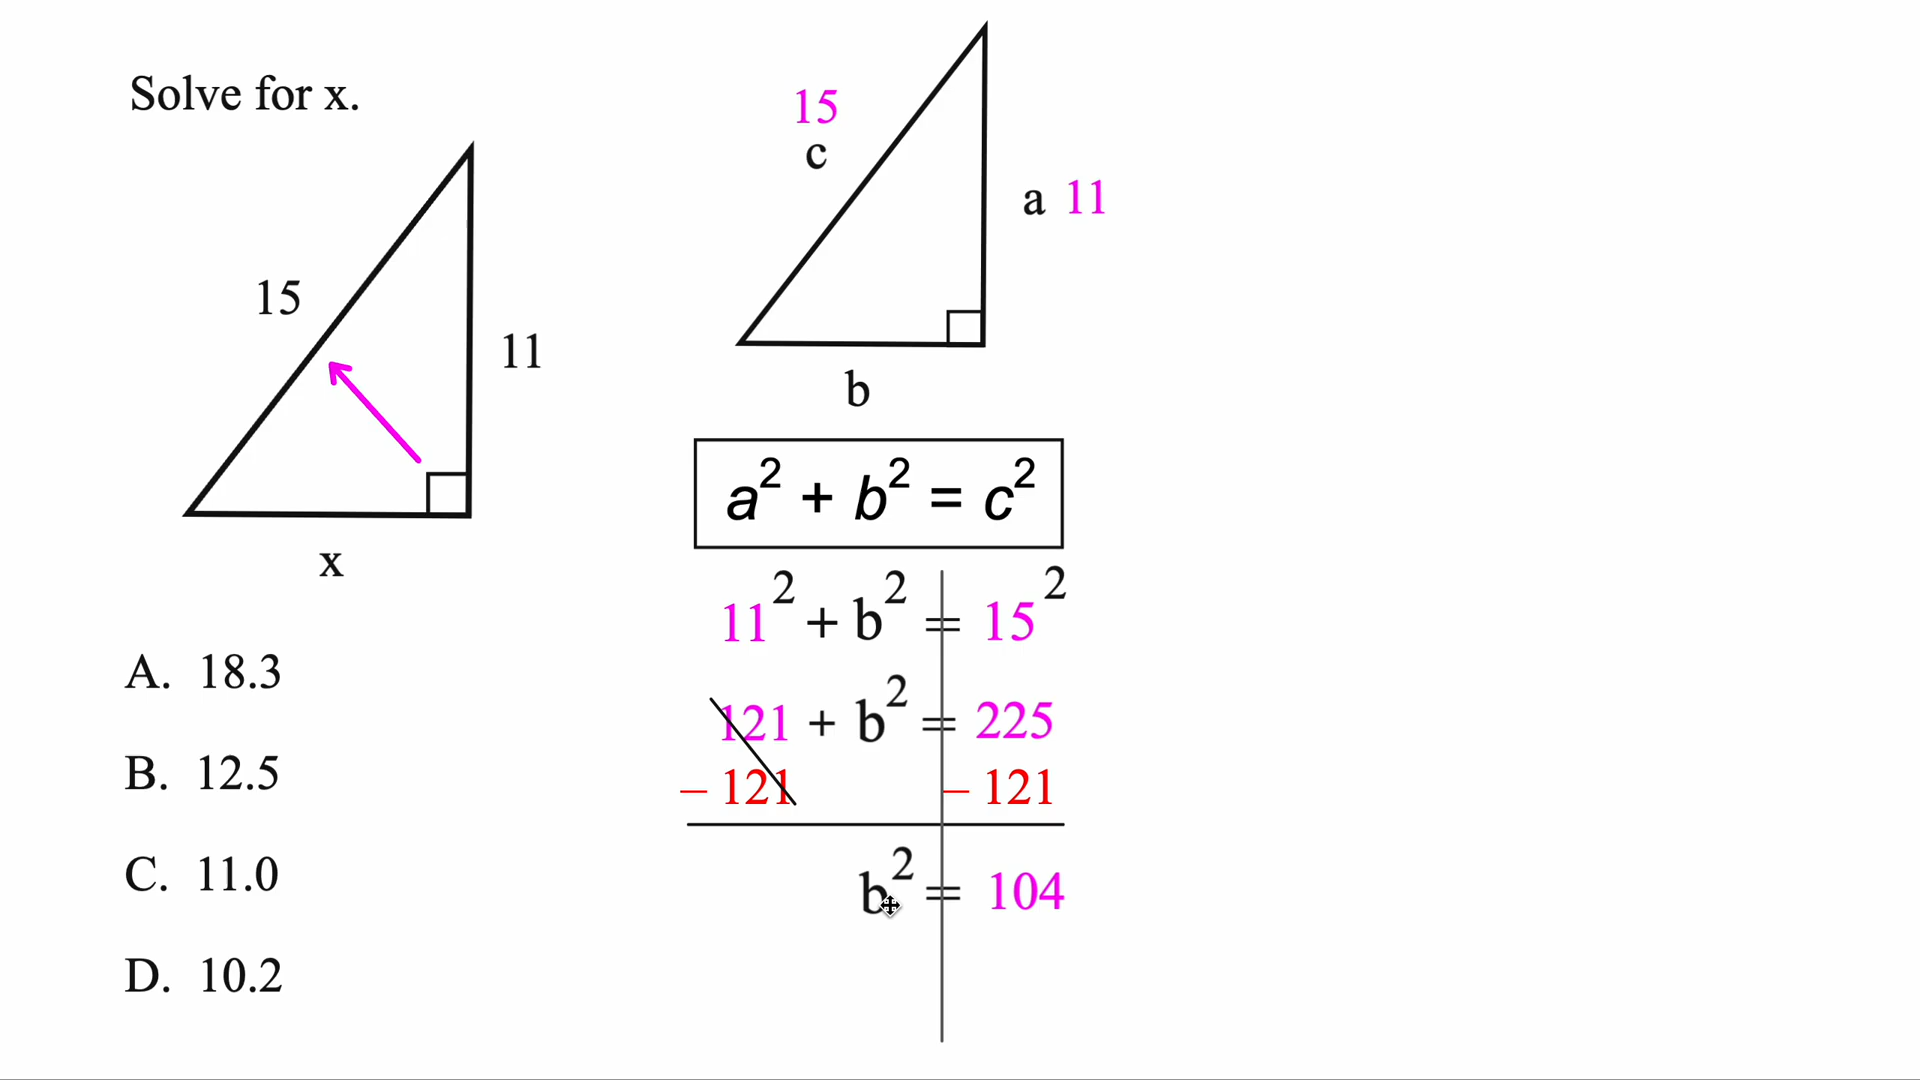 Solve for x.
15
11
x
A. 18.3
B. 12.5
C. 11.0
D. 10.2
15
c
a 11
b
a² + b² = c²
11² + b² = 15²
121 + b² = 225
– 121 – 121
b² = 104